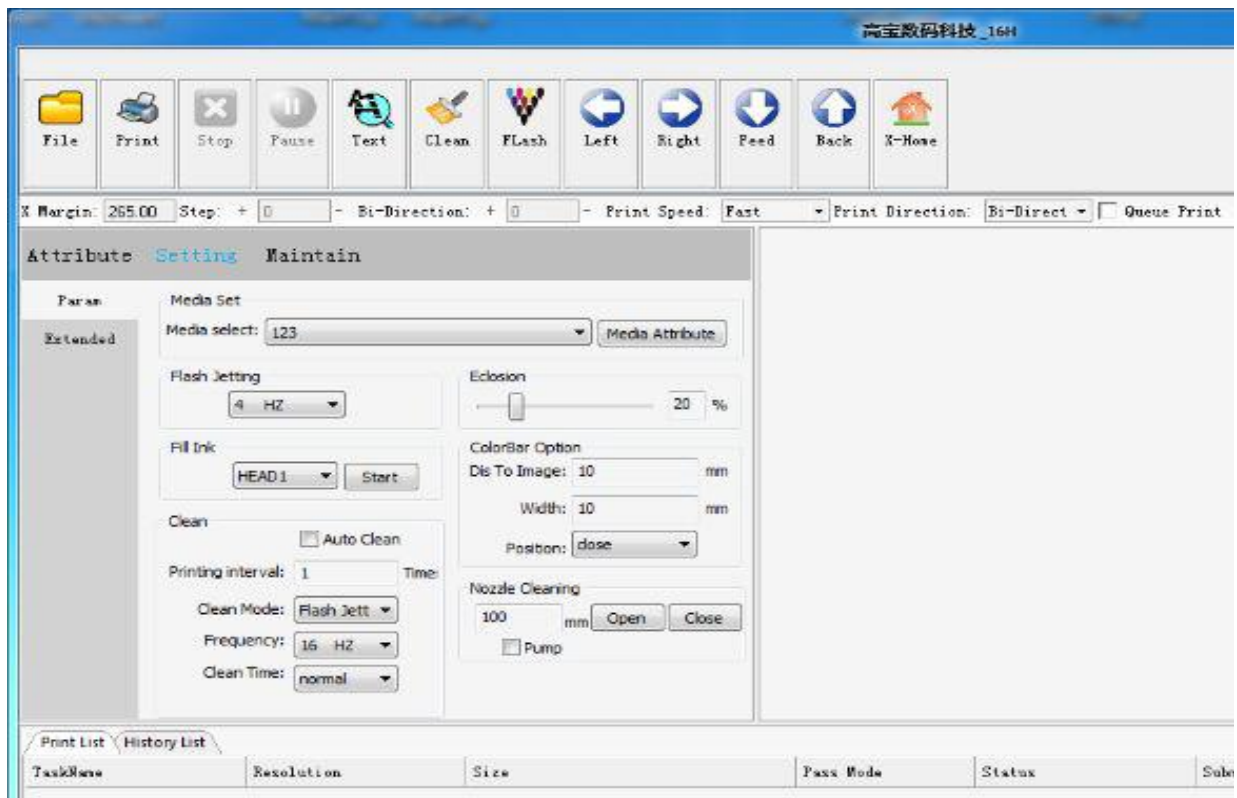 高宝数码科技_16H
File Print Stop Pause Text Clean FLash Left Right Feed Back X-Home
X Margin: 265.00 Step: + 0 - Bi-Direction: + 0 - Print Speed: Fast Print Direction: Bi-Direct Queue Print
Attribute Setting Maintain
Param
Extended
Media Set
Media select: 123 Media Attribute
Flash Jetting
4 HZ
Eclosion
20 %
Fill Ink
HEAD1 Start
ColorBar Option
Dis To Image: 10 mm
Width: 10 mm
Position: close
Clean
Auto Clean
Printing interval: 1 Time:
Clean Mode: Flash Jett
Frequency: 16 HZ
Clean Time: normal
Nozzle Cleaning
100 mm Open Close
Pump
Print List History List
TaskName Resolution Size Pass Mode Status